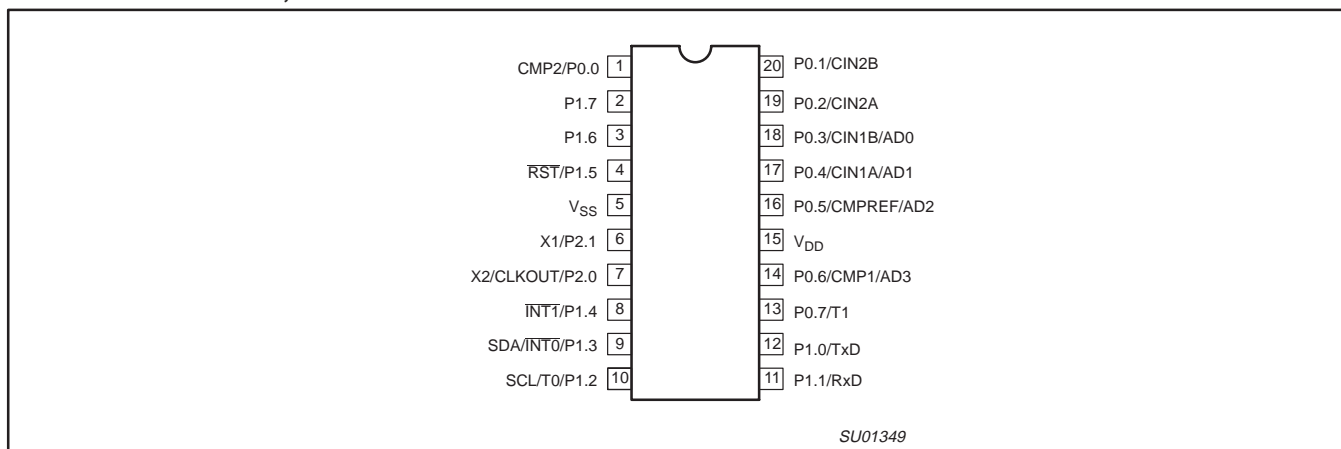 CMP2/P0.0 1
P1.7 2
P1.6 3
R̅S̅T̅/P1.5 4
VSS 5
X1/P2.1 6
X2/CLKOUT/P2.0 7
I̅N̅T̅1̅/P1.4 8
SDA/I̅N̅T̅0̅/P1.3 9
SCL/T0/P1.2 10
20 P0.1/CIN2B
19 P0.2/CIN2A
18 P0.3/CIN1B/AD0
17 P0.4/CIN1A/AD1
16 P0.5/CMPREF/AD2
15 VDD
14 P0.6/CMP1/AD3
13 P0.7/T1
12 P1.0/TxD
11 P1.1/RxD
SU01349